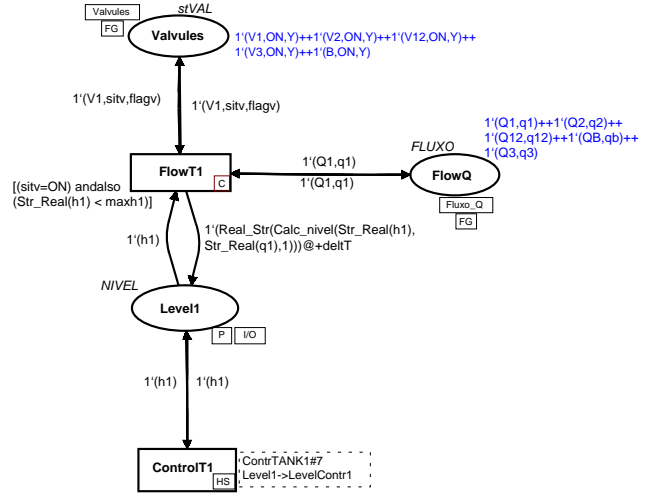 stVAL
Valvules
FG
Valvules
1‘(V1,ON,Y)++1‘(V2,ON,Y)++1‘(V12,ON,Y)++
1‘(V3,ON,Y)++1‘(B,ON,Y)
1‘(V1,sitv,flagv)
1‘(V1,sitv,flagv)
1‘(Q1,q1)++1‘(Q2,q2)++
1‘(Q12,q12)++1‘(QB,qb)++
1‘(Q3,q3)
FLUXO
FlowQ
Fluxo_Q
FG
1‘(Q1,q1)
1‘(Q1,q1)
FlowT1
C
[(sitv=ON) andalso
(Str_Real(h1) < maxh1)]
1‘(h1)
1‘(Real_Str(Calc_nivel(Str_Real(h1),
Str_Real(q1),1)))@+deltT
NIVEL
Level1
P
I/O
1‘(h1)
1‘(h1)
ControlT1
HS
ContrTANK1#7
Level1->LevelContr1